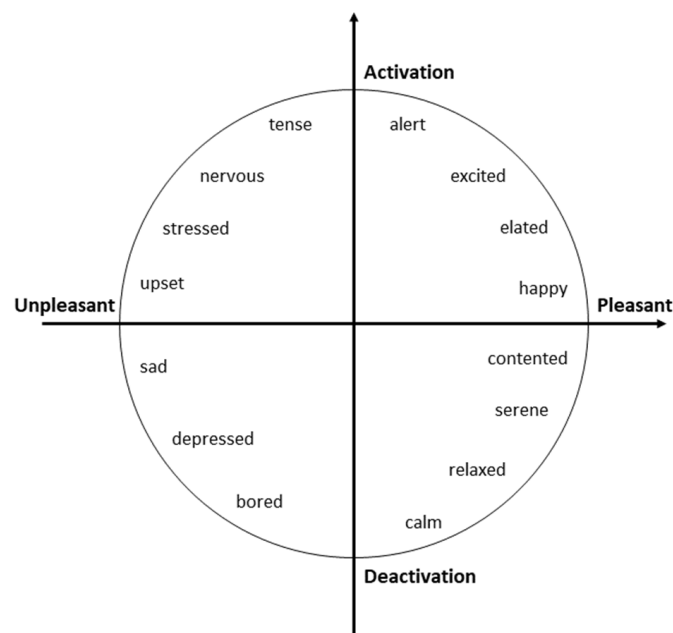 Activation
tense
alert
nervous
excited
stressed
elated
upset
happy
Unpleasant
Pleasant
sad
contented
serene
depressed
relaxed
bored
calm
Deactivation